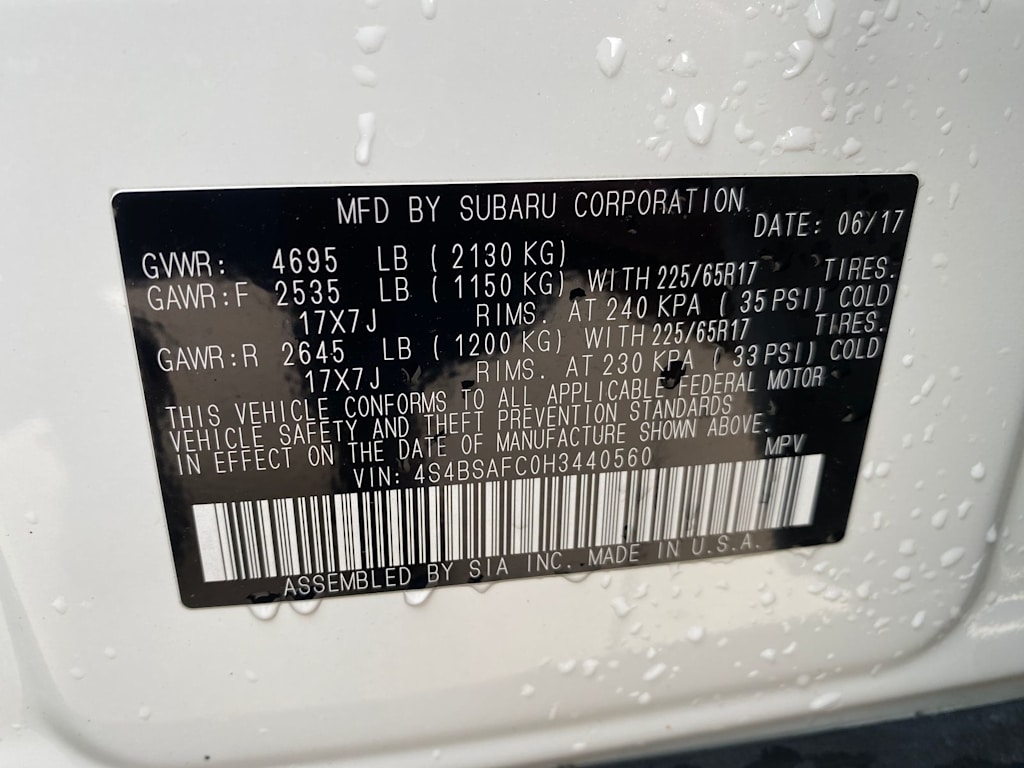 MFD BY SUBARU CORPORATION
DATE: 06/17
GVWR: 4695 LB ( 2130 KG)
GAWR:F 2535 LB ( 1150 KG) WITH 225/65R17 TIRES.
17X7J RIMS. AT 240 KPA ( 35 PSI) COLD
GAWR:R 2645 LB ( 1200 KG) WITH 225/65R17 TIRES.
17X7J RIMS. AT 230 KPA ( 33 PSI) COLD
THIS VEHICLE CONFORMS TO ALL APPLICABLE FEDERAL MOTOR
VEHICLE SAFETY AND THEFT PREVENTION STANDARDS
IN EFFECT ON THE DATE OF MANUFACTURE SHOWN ABOVE.
VIN: 4S4BSAFC0H3440560 MPV
ASSEMBLED BY SIA INC. MADE IN U.S.A.